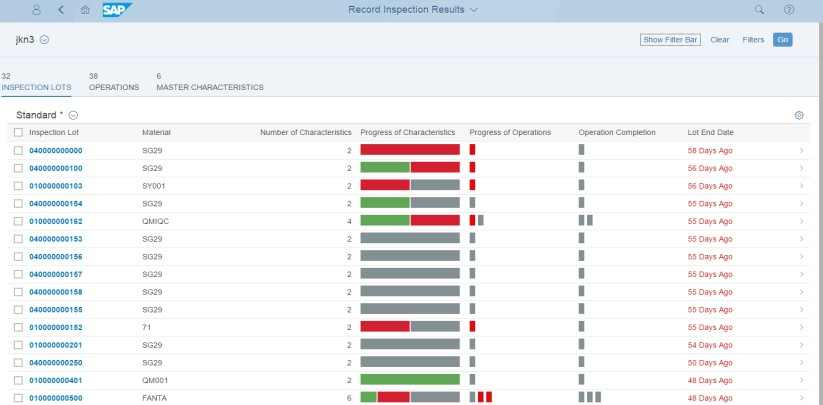 SAP Record Inspection Results
jkn3 Show Filter Bar Clear Filters Go
32 38 6
INSPECTION LOTS OPERATIONS MASTER CHARACTERISTICS
Standard *
Inspection Lot Material Number of Characteristics Progress of Characteristics Progress of Operations Operation Completion Lot End Date
040000000000 SG29 2 58 Days Ago
040000000100 SG29 2 56 Days Ago
010000000103 SY001 2 56 Days Ago
040000000154 SG29 2 55 Days Ago
010000000162 QMIQC 4 55 Days Ago
040000000153 SG29 2 55 Days Ago
040000000156 SG29 2 55 Days Ago
040000000157 SG29 2 55 Days Ago
040000000158 SG29 2 55 Days Ago
040000000155 SG29 2 55 Days Ago
010000000152 71 2 55 Days Ago
010000000201 SG29 2 54 Days Ago
040000000250 SG29 2 50 Days Ago
010000000401 QM001 2 48 Days Ago
010000000500 FANTA 6 48 Days Ago